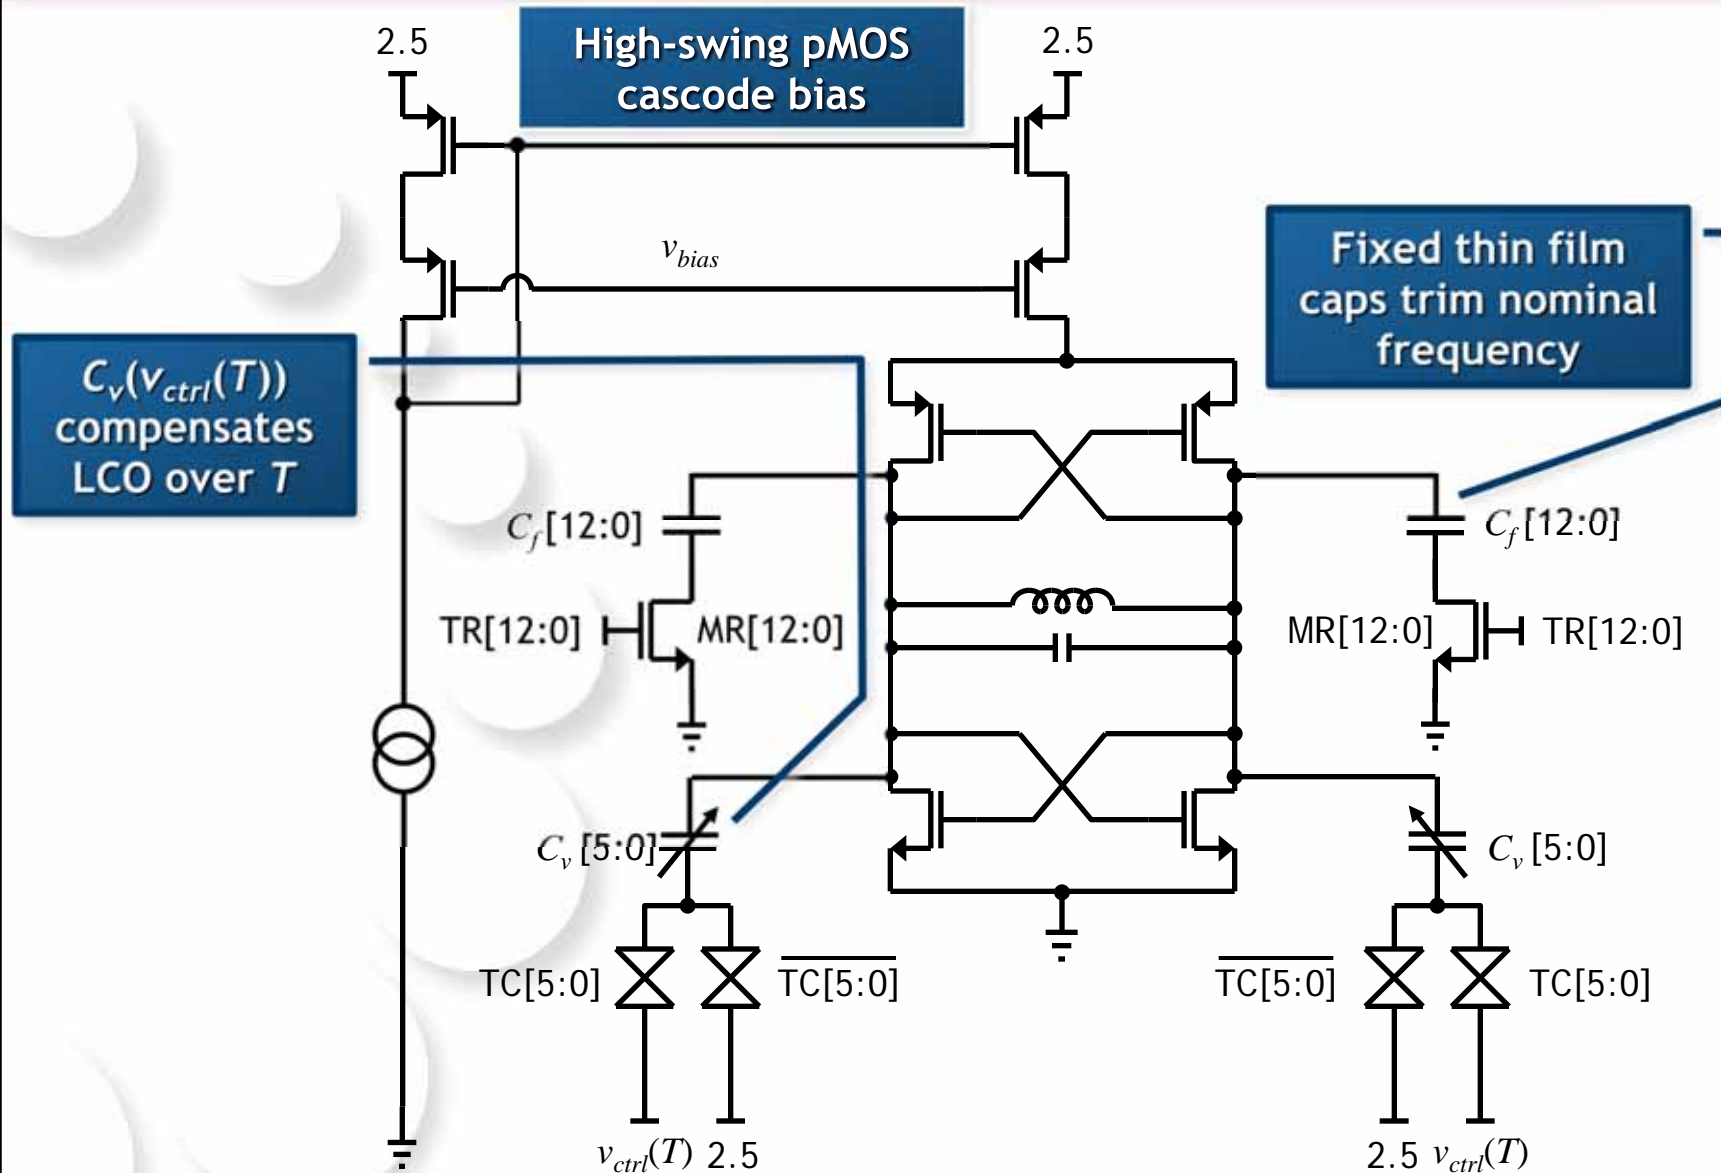 2.5
High-swing pMOS
cascode bias
2.5
v_bias
Fixed thin film
caps trim nominal
frequency
C_v(v_ctrl(T))
compensates
LCO over T
C_f[12:0]
C_f[12:0]
TR[12:0]
MR[12:0]
MR[12:0]
TR[12:0]
C_v[5:0]
C_v[5:0]
TC[5:0]
T̅C̅[̅5̅:̅0̅]̅
T̅C̅[̅5̅:̅0̅]̅
TC[5:0]
v_ctrl(T) 2.5
2.5 v_ctrl(T)